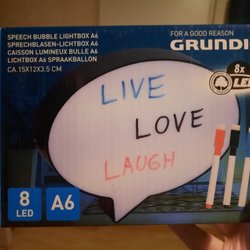 SPEECH BUBBLE LIGHTBOX A6
SPRECHBLASEN-LICHTBOX A6
CAISSON LUMINEUX BULLE A6
LICHTBOX A6 SPRAAKBALLON
CA.15X12X3.5 CM
FOR A GOOD REASON
GRUNDI
8x
LED
LIVE
LOVE
LAUGH
8
LED
A6